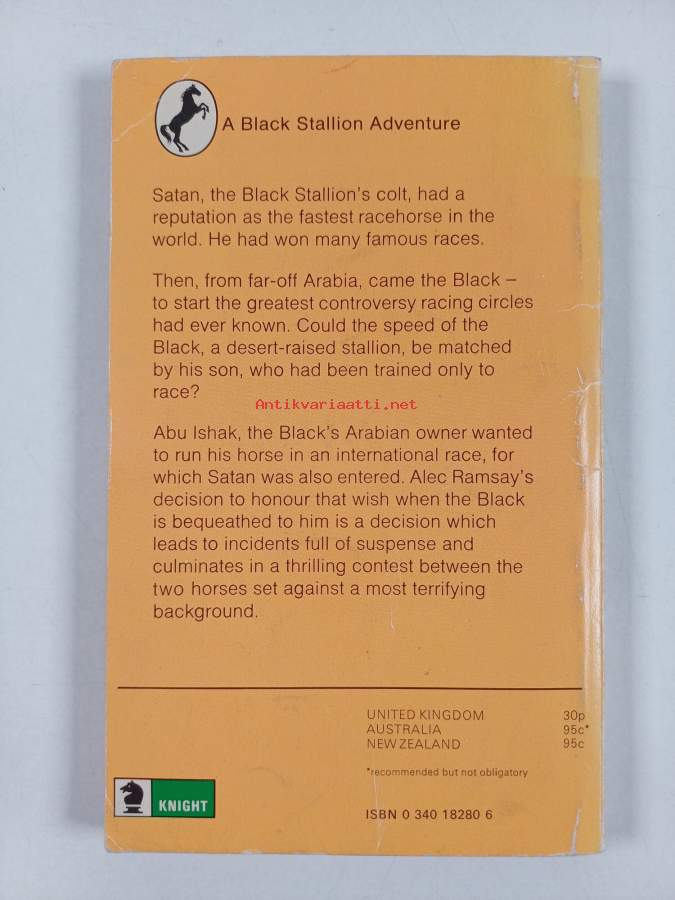 A Black Stallion Adventure
Satan, the Black Stallion's colt, had a
reputation as the fastest racehorse in the
world. He had won many famous races.
Then, from far-off Arabia, came the Black –
to start the greatest controversy racing circles
had ever known. Could the speed of the
Black, a desert-raised stallion, be matched
by his son, who had been trained only to
race?
Antikvariaatti.net
Abu Ishak, the Black's Arabian owner wanted
to run his horse in an international race, for
which Satan was also entered. Alec Ramsay's
decision to honour that wish when the Black
is bequeathed to him is a decision which
leads to incidents full of suspense and
culminates in a thrilling contest between the
two horses set against a most terrifying
background.
UNITED KINGDOM 30p
AUSTRALIA 95c*
NEW ZEALAND 95c
*recommended but not obligatory
KNIGHT
ISBN 0 340 18280 6